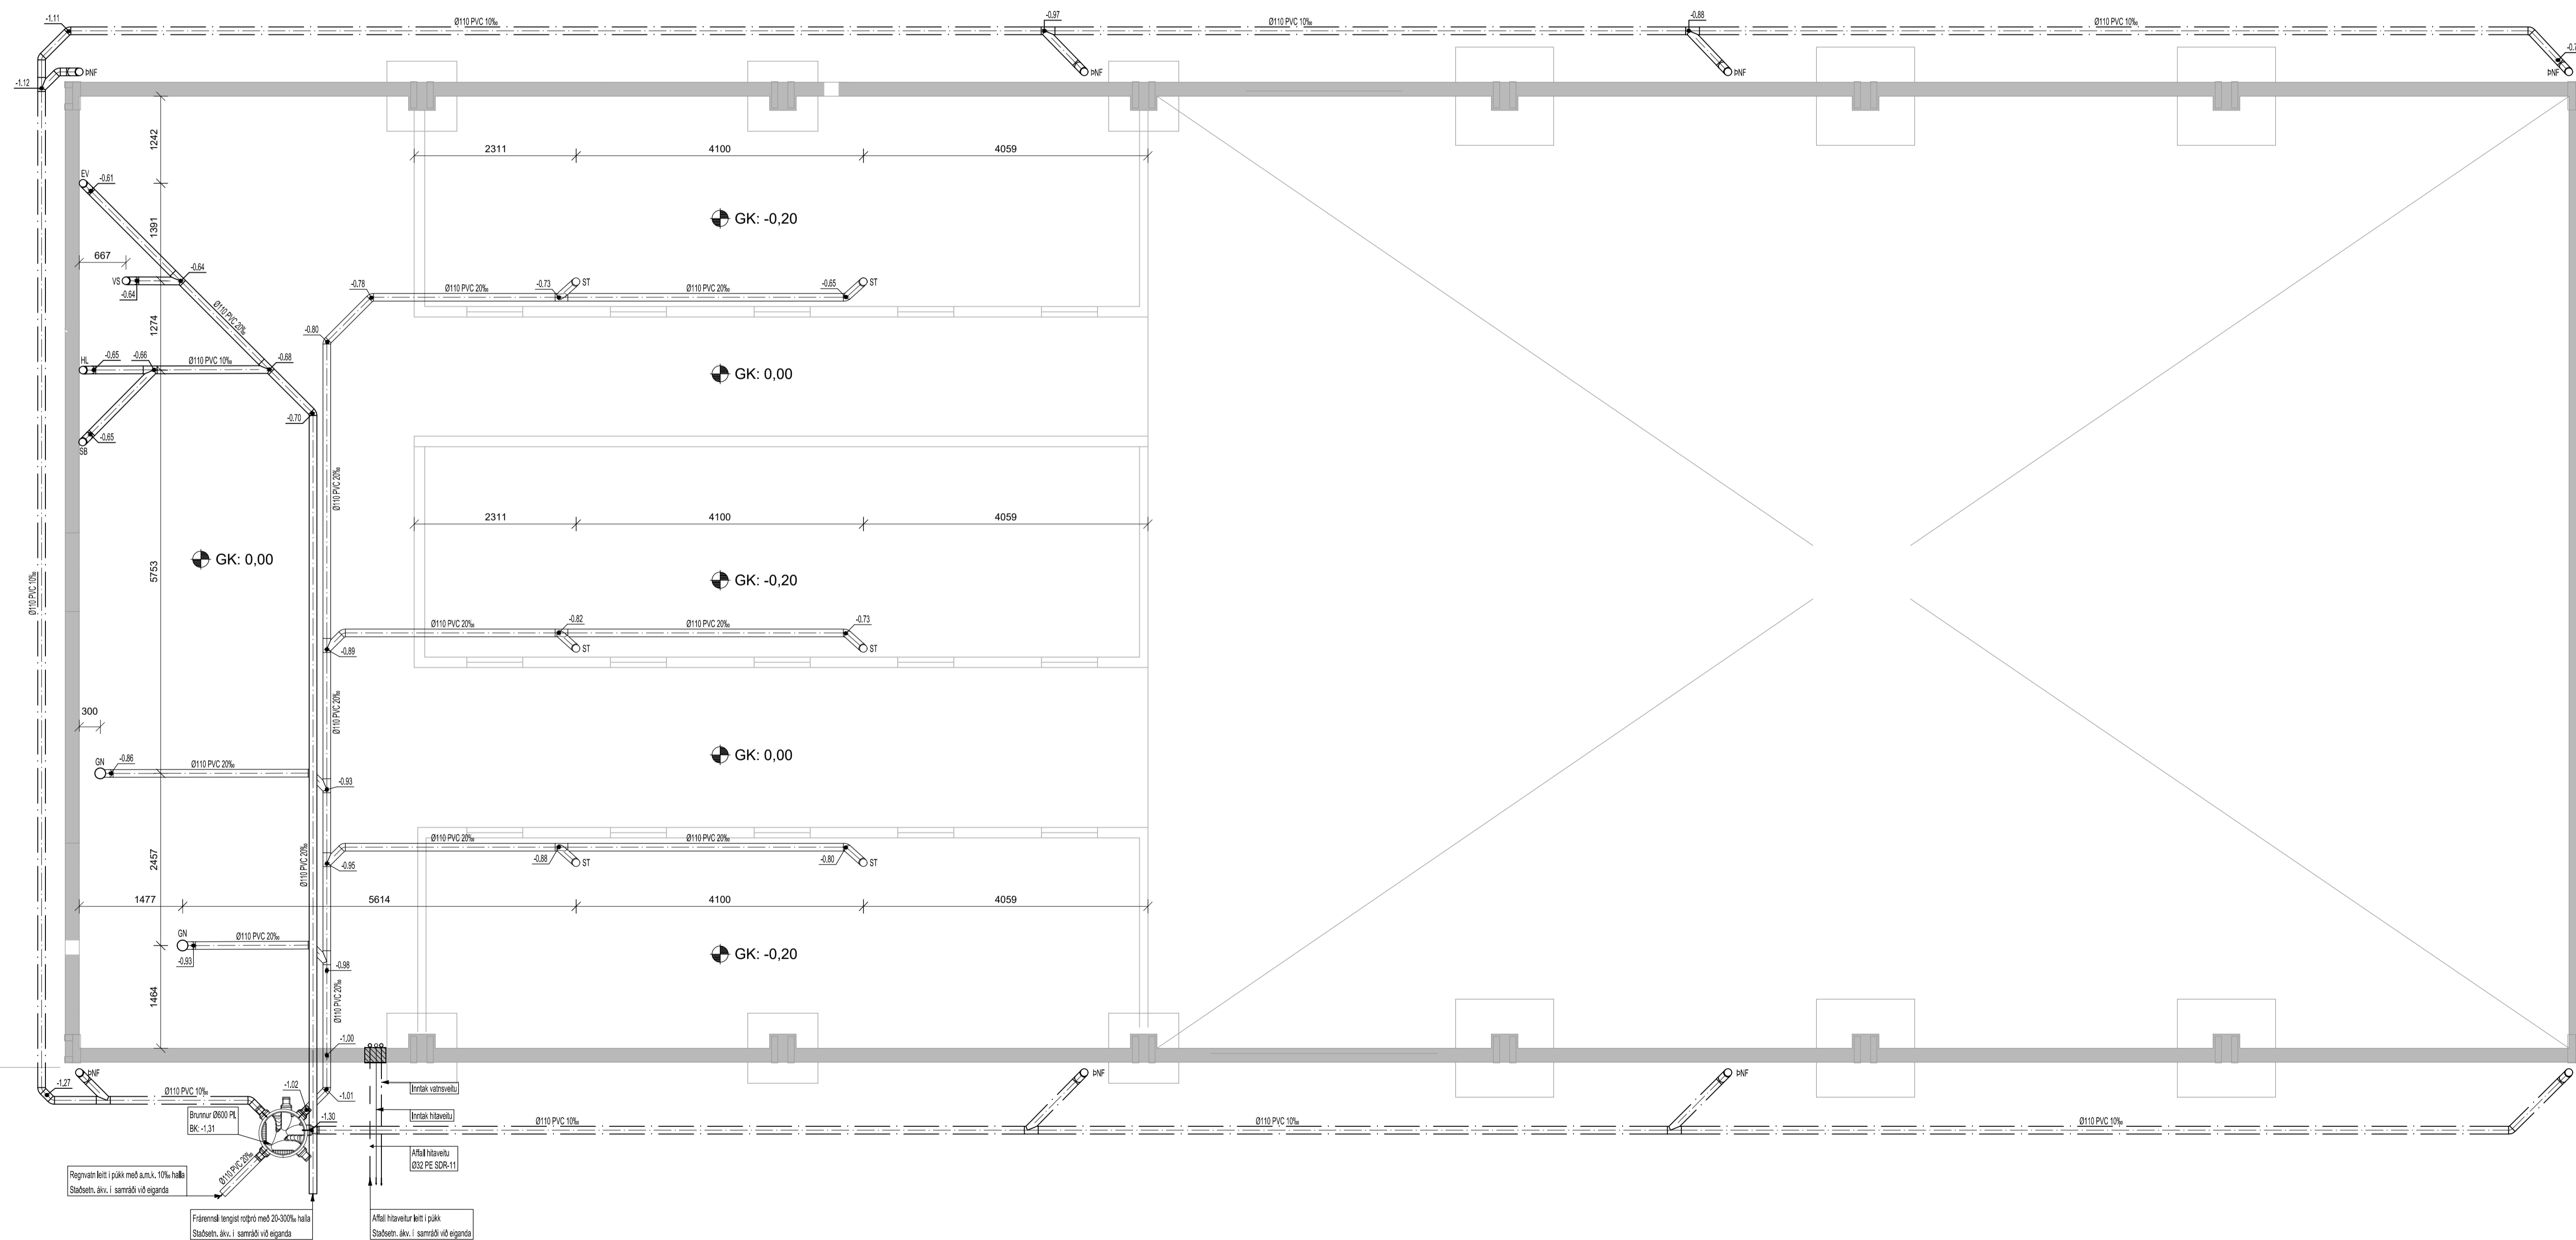 -1.11
Ø110 PVC 10‰
-0.97
Ø110 PVC 10‰
-0.88
Ø110 PVC 10‰
ÞNF
ÞNF
ÞNF
ÞNF
-1.12
1242
2311
4100
4059
EV
-0.61
1391
GK: -0,20
667
-0.64
VS
-0.64
-0.78
Ø110 PVC 20‰
-0.73
ST
Ø110 PVC 20‰
-0.65
ST
Ø110 PVC 20‰
1274
-0.80
HL
-0.65
-0.66
Ø110 PVC 10‰
-0.68
GK: 0,00
-0.70
-0.65
SB
Ø110 PVC 20‰
2311
4100
4059
GK: 0,00
5753
GK: -0,20
Ø110 PVC 10‰
Ø110 PVC 20‰
-0.82
Ø110 PVC 20‰
-0.73
-0.89
ST
ST
Ø110 PVC 20‰
300
GN
-0.86
Ø110 PVC 20‰
GK: 0,00
-0.93
Ø110 PVC 20‰
Ø110 PVC 20‰
2457
Ø110 PVC 20‰
-0.95
-0.88
ST
-0.80
ST
1477
5614
4100
4059
GN
Ø110 PVC 20‰
-0.93
GK: -0,20
-0.98
1464
Ø110 PVC 20‰
-1.00
ÞNF
ÞNF
ÞNF
-1.27
Ø110 PVC 10‰
-1.02
-1.01
Inntak vatnsveitu
Brunnur Ø600 PIL
BK: -1,31
-1.30
Inntak hitaveitu
Ø110 PVC 10‰
Ø110 PVC 10‰
Ø110 PVC 10‰
Affall hitaveitu
Ø32 PE SDR-11
Ø110 PVC 20‰
Regnvatn leitt í púkk með a.m.k. 10‰ halla
Staðsetn. ákv. í samráði við eiganda
Frárennsli tengist rotþró með 20-300‰ halla
Staðsetn. ákv. í samráði við eiganda
Affall hitaveitur leitt í púkk
Staðsetn. ákv. í samráði við eiganda